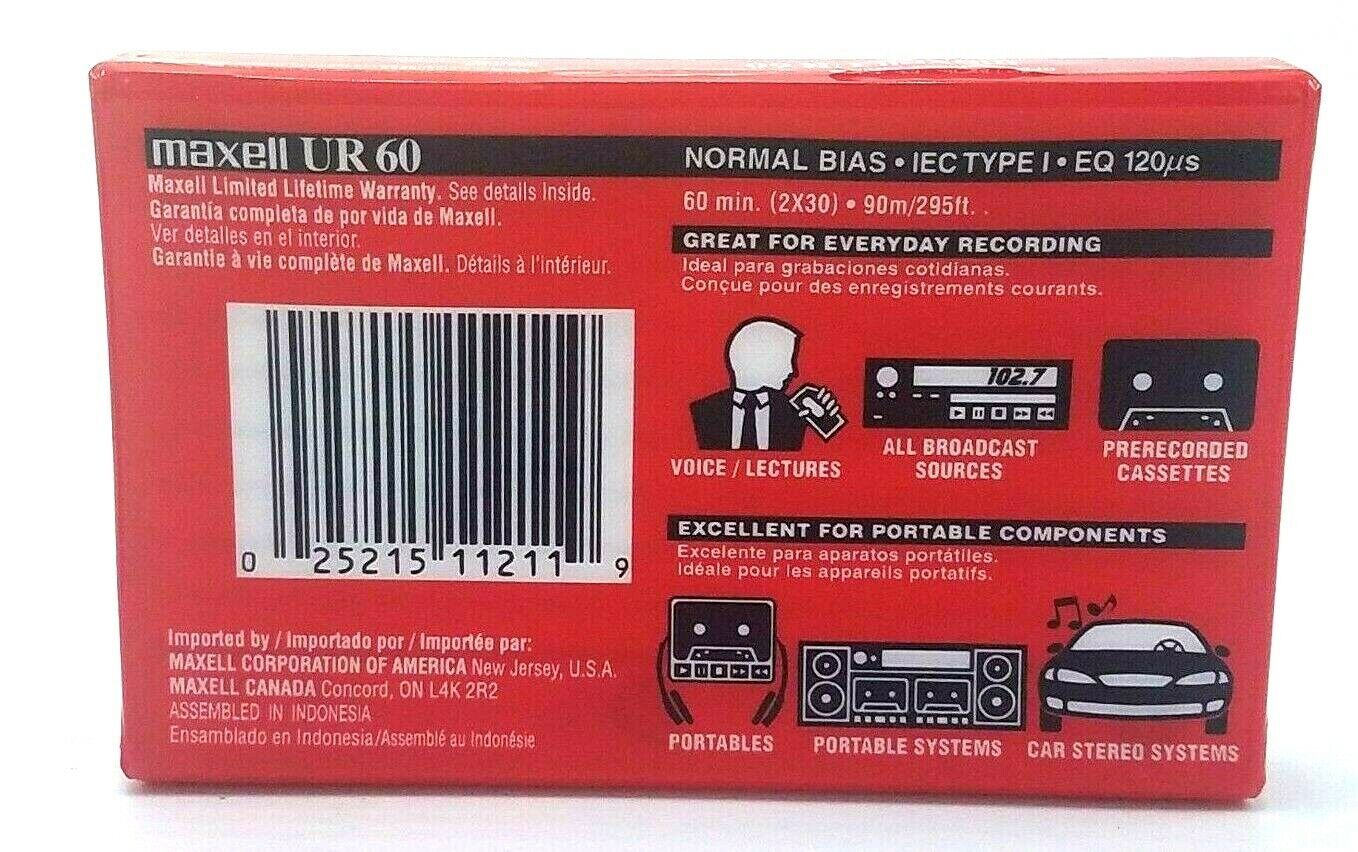 maxell UR 60
Maxell Limited Lifetime Warranty. See details Inside.
Garantía completa de por vida de Maxell.
Ver detalles en el interior.
Garantie à vie complète de Maxell. Détails à l'intérieur.
0 25215 11211 9
Imported by / Importado por / Importée par:
MAXELL CORPORATION OF AMERICA New Jersey, U.S.A.
MAXELL CANADA Concord, ON L4K 2R2
ASSEMBLED IN INDONESIA
Ensamblado en Indonesia/Assemblé au Indonésie
NORMAL BIAS • IEC TYPE I • EQ 120µs
60 min. (2X30) • 90m/295ft.
GREAT FOR EVERYDAY RECORDING
Ideal para grabaciones cotidianas.
Conçue pour des enregistrements courants.
102.7
VOICE / LECTURES
ALL BROADCAST
SOURCES
PRERECORDED
CASSETTES
EXCELLENT FOR PORTABLE COMPONENTS
Excelente para aparatos portátiles.
Idéale pour les appareils portatifs.
PORTABLES
PORTABLE SYSTEMS
CAR STEREO SYSTEMS